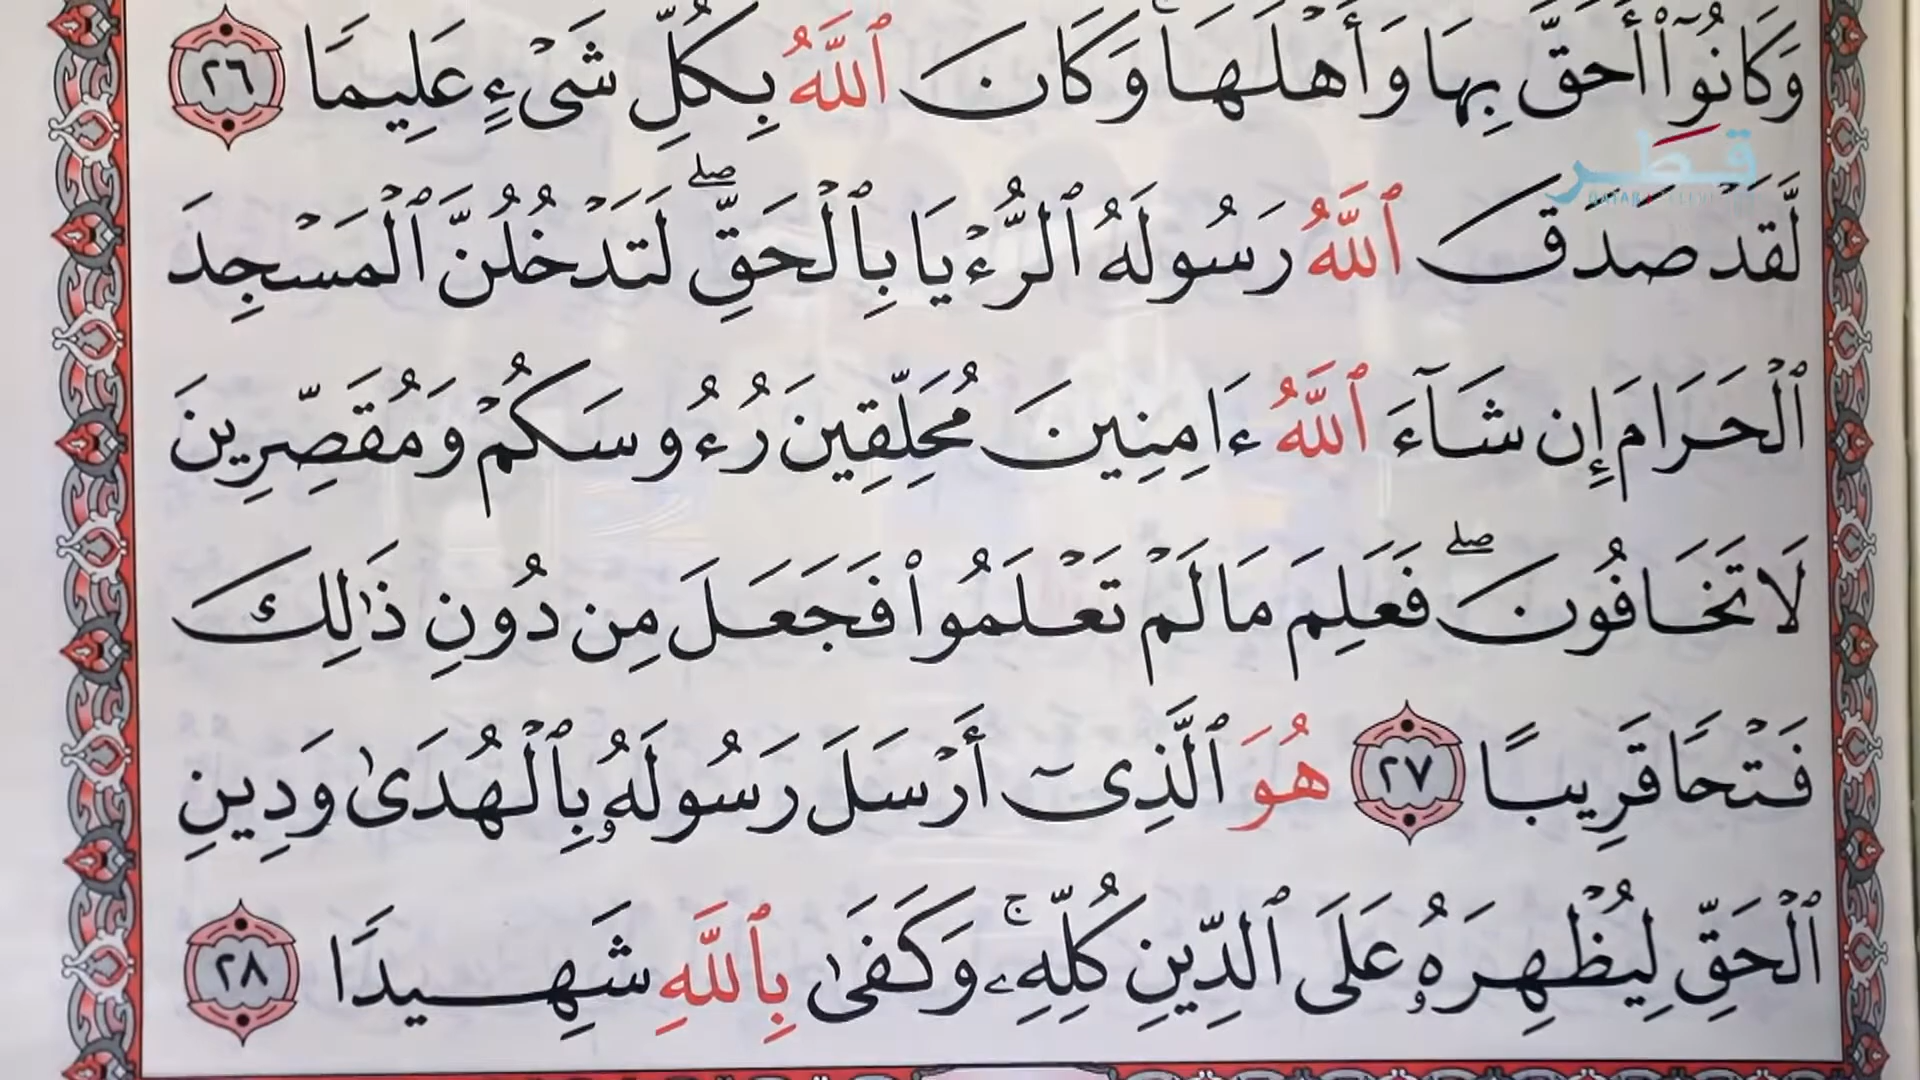 وَكَانُوٓا۟ أَحَقَّ بِهَا وَأَهْلَهَا وَكَانَ ٱللَّهُ بِكُلِّ شَىْءٍ عَلِيمًا ٢٦
قطر
لَّقَدْ صَدَقَ ٱللَّهُ رَسُولَهُ ٱلرُّءْيَا بِٱلْحَقِّ ۖ لَتَدْخُلُنَّ ٱلْمَسْجِدَ
ٱلْحَرَامَ إِن شَآءَ ٱللَّهُ ءَامِنِينَ مُحَلِّقِينَ رُءُوسَكُمْ وَمُقَصِّرِينَ
لَا تَخَافُونَ ۖ فَعَلِمَ مَا لَمْ تَعْلَمُوا۟ فَجَعَلَ مِن دُونِ ذَٰلِكَ
فَتْحًا قَرِيبًا ٢٧ هُوَ ٱلَّذِىٓ أَرْسَلَ رَسُولَهُۥ بِٱلْهُدَىٰ وَدِينِ
ٱلْحَقِّ لِيُظْهِرَهُۥ عَلَى ٱلدِّينِ كُلِّهِۦ ۚ وَكَفَىٰ بِٱللَّهِ شَهِيدًا ٢٨